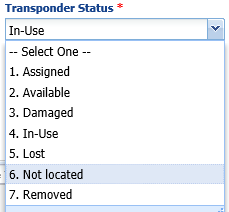 Transponder Status *
In-Use
-- Select One --
1. Assigned
2. Available
3. Damaged
4. In-Use
5. Lost
6. Not located
7. Removed